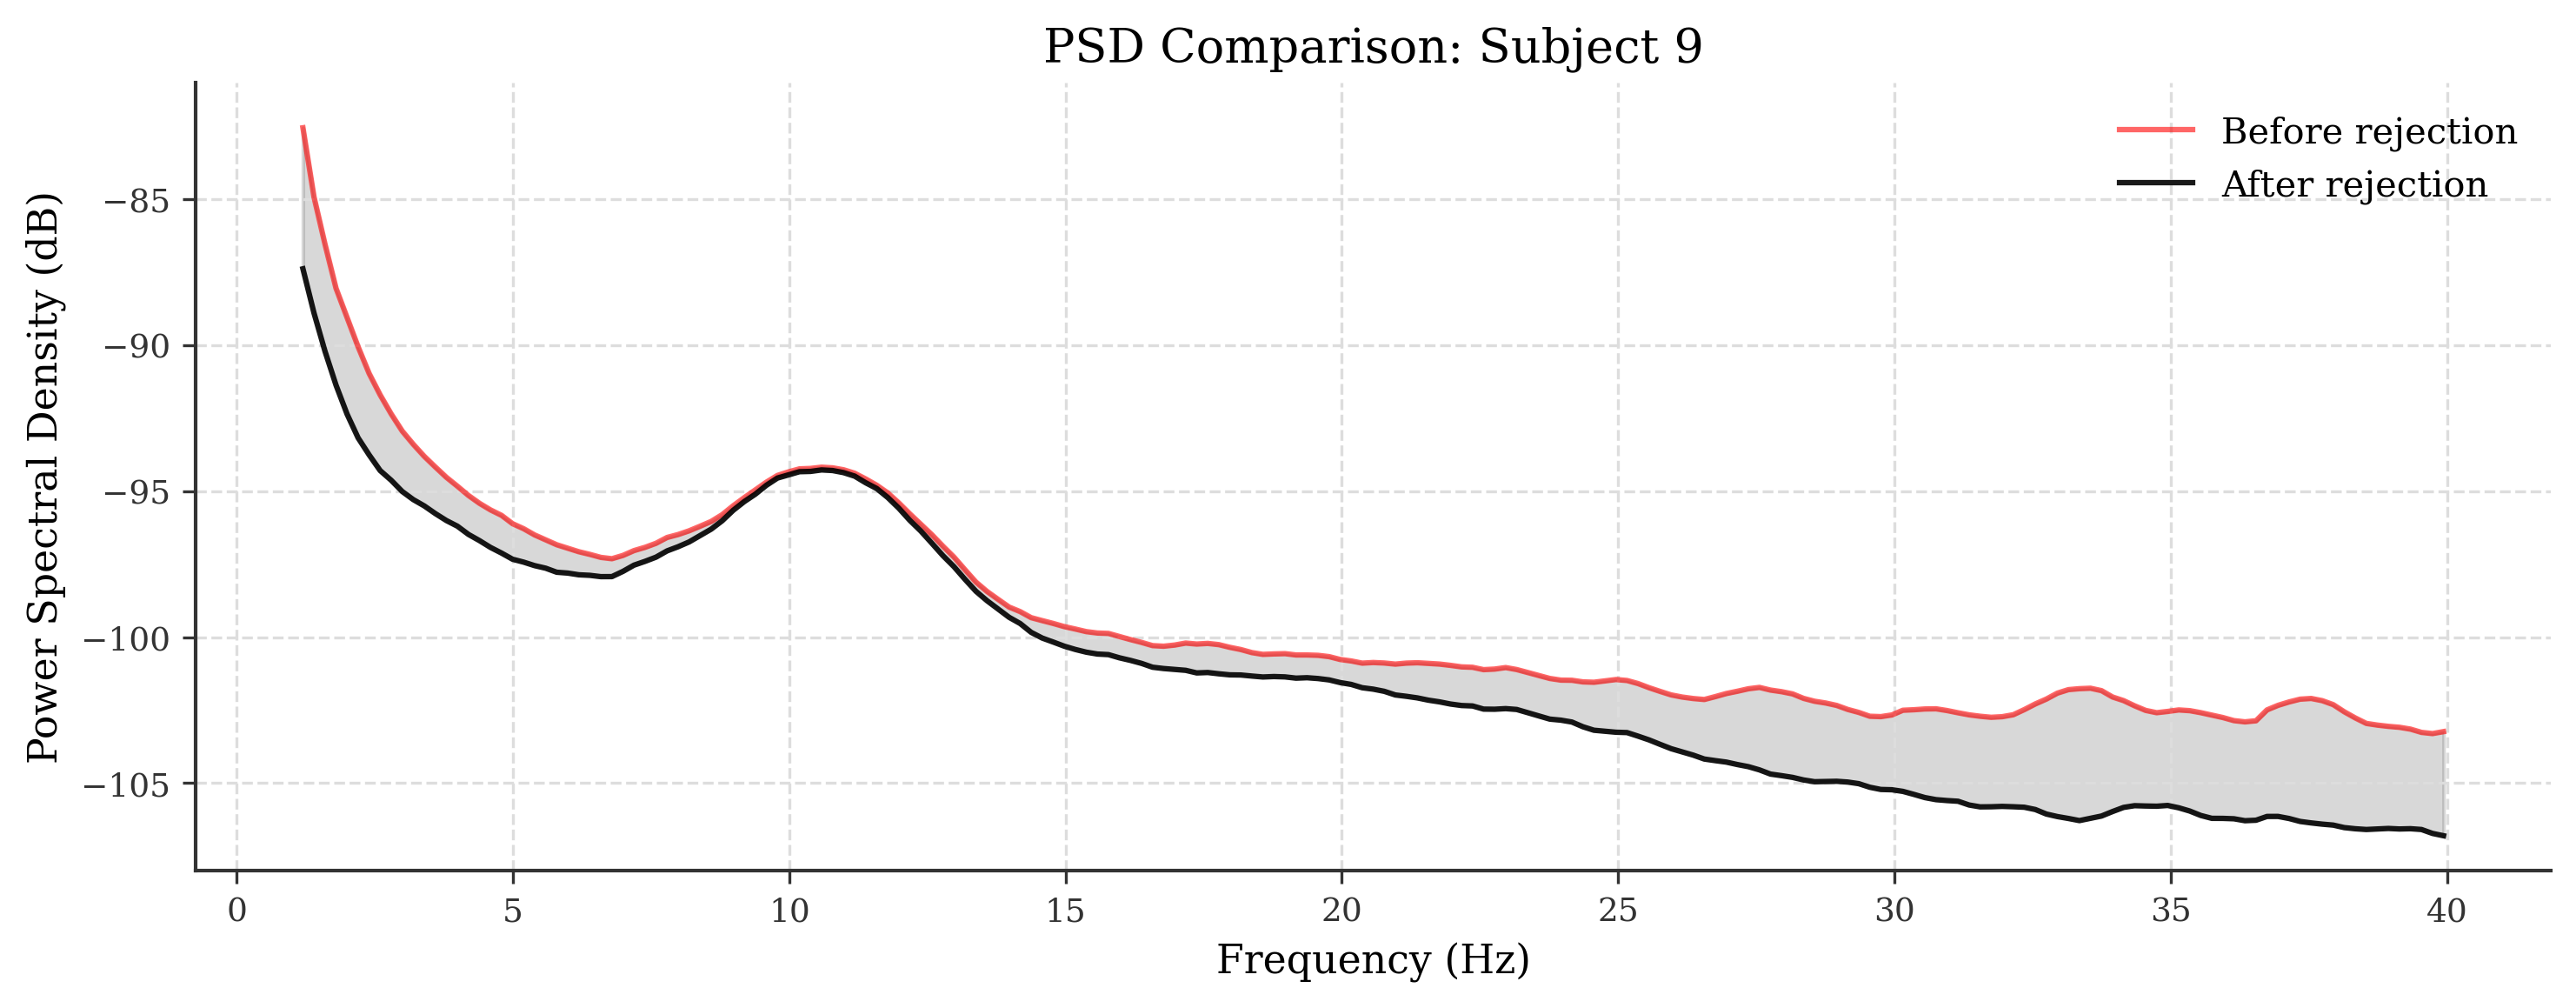 PSD Comparison: Subject 9
Before rejection
After rejection
Power Spectral Density (dB)
−85
−90
−95
−100
−105
0 5 10 15 20 25 30 35 40
Frequency (Hz)